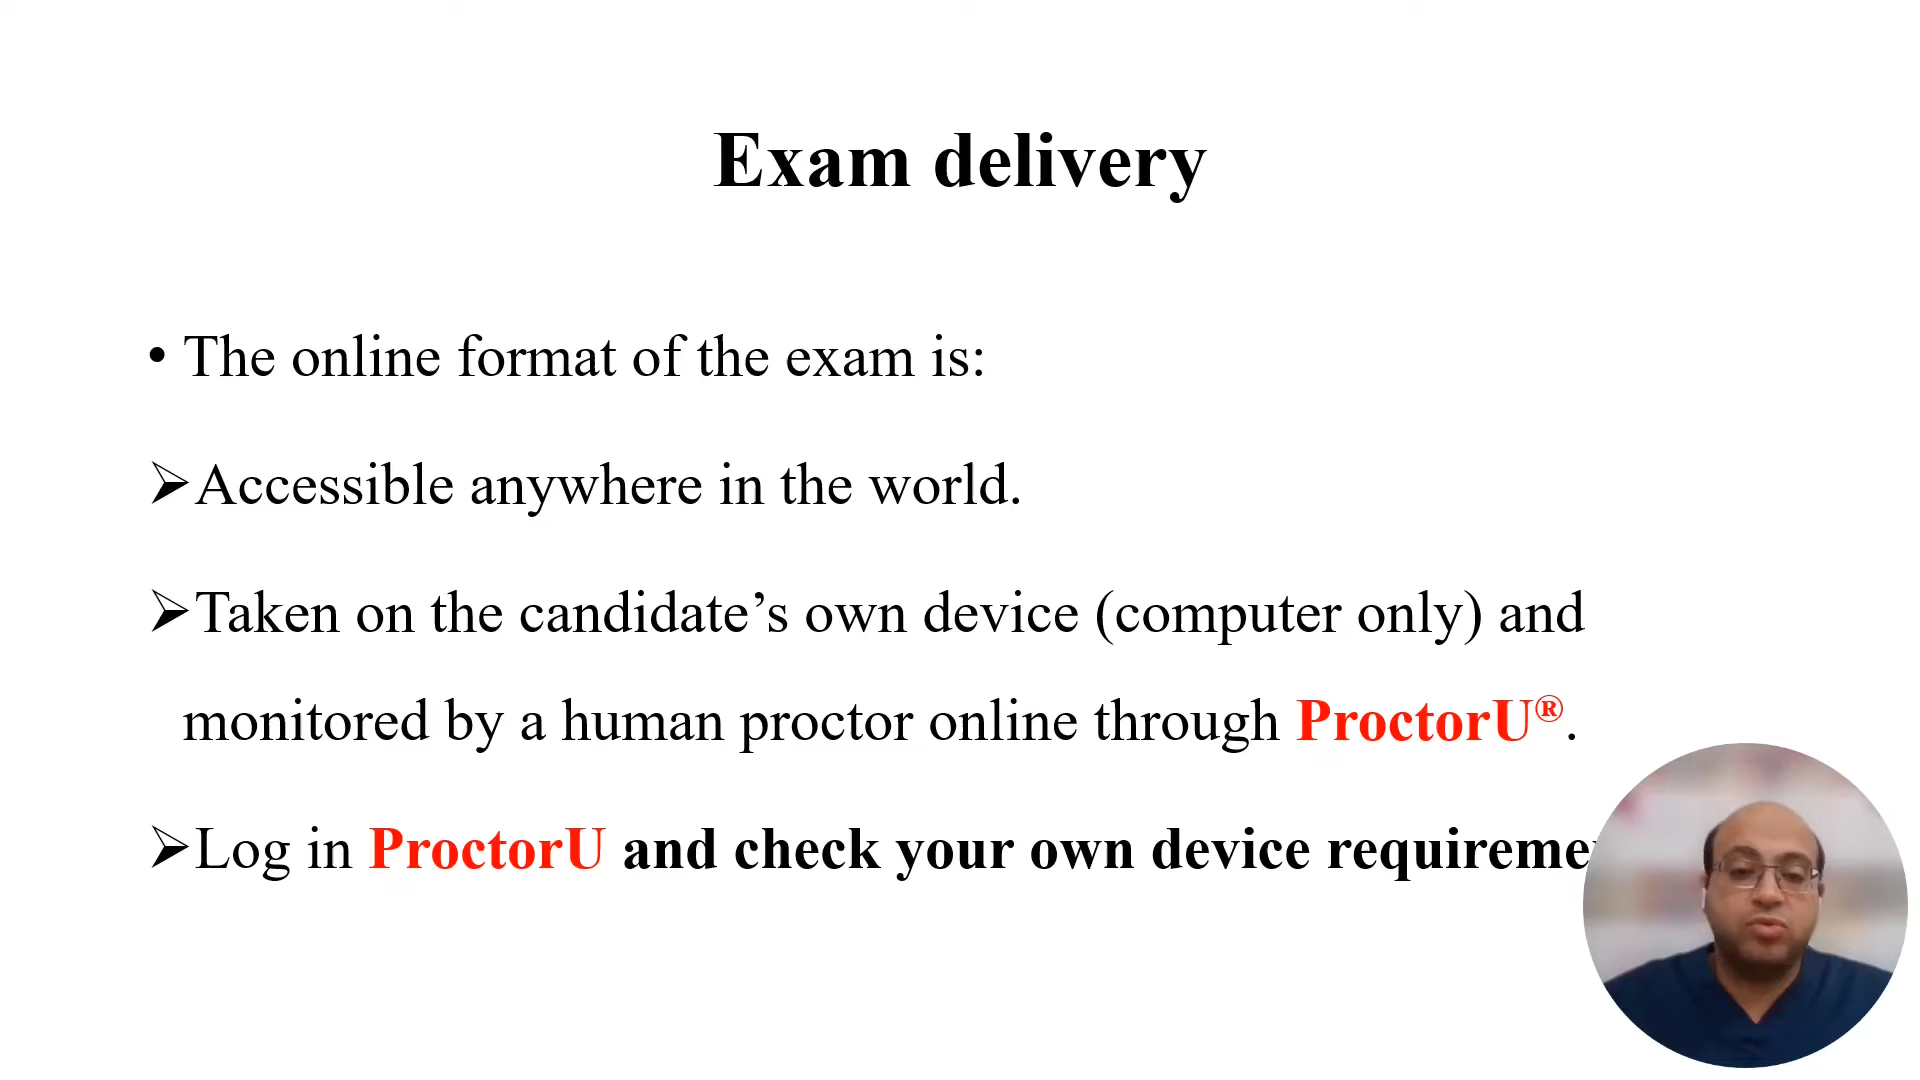 Exam delivery
• The online format of the exam is:
➢Accessible anywhere in the world.
➢Taken on the candidate’s own device (computer only) and
monitored by a human proctor online through ProctorU®.
➢Log in ProctorU and check your own device